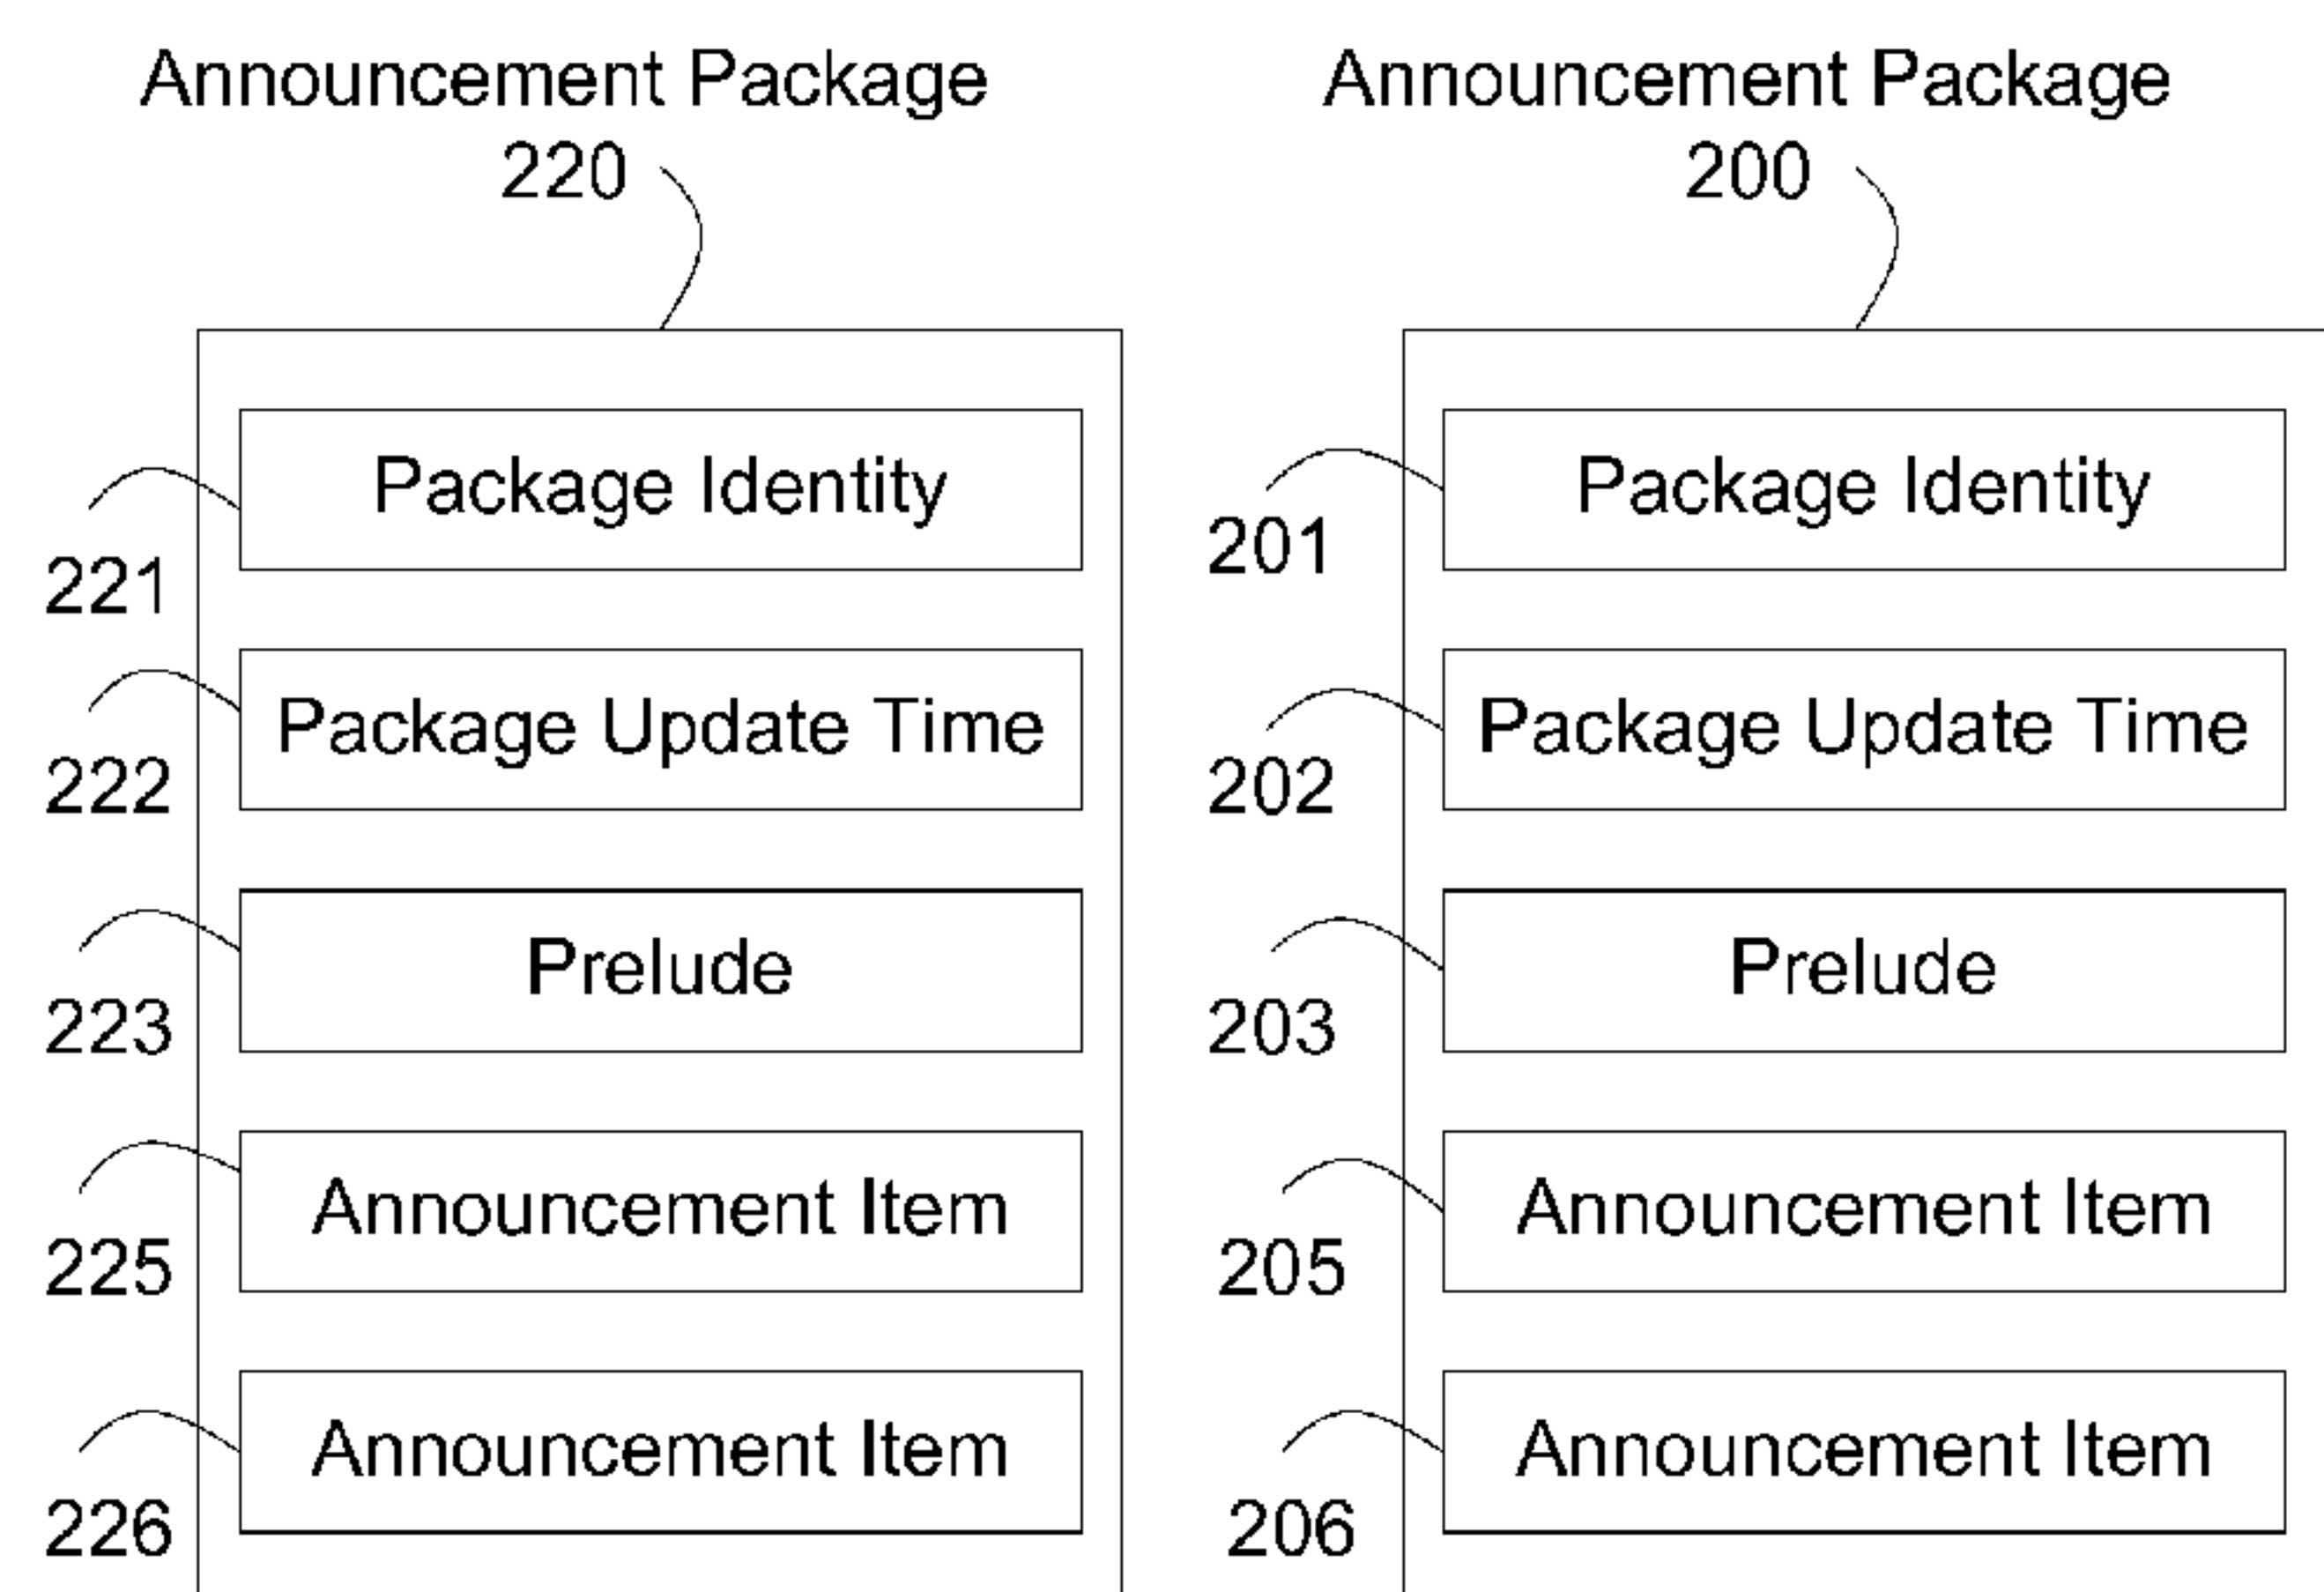 Announcement Package
220
Package Identity
221
Package Update Time
222
Prelude
223
Announcement Item
225
Announcement Item
226
Announcement Package
200
Package Identity
201
Package Update Time
202
Prelude
203
Announcement Item
205
Announcement Item
206